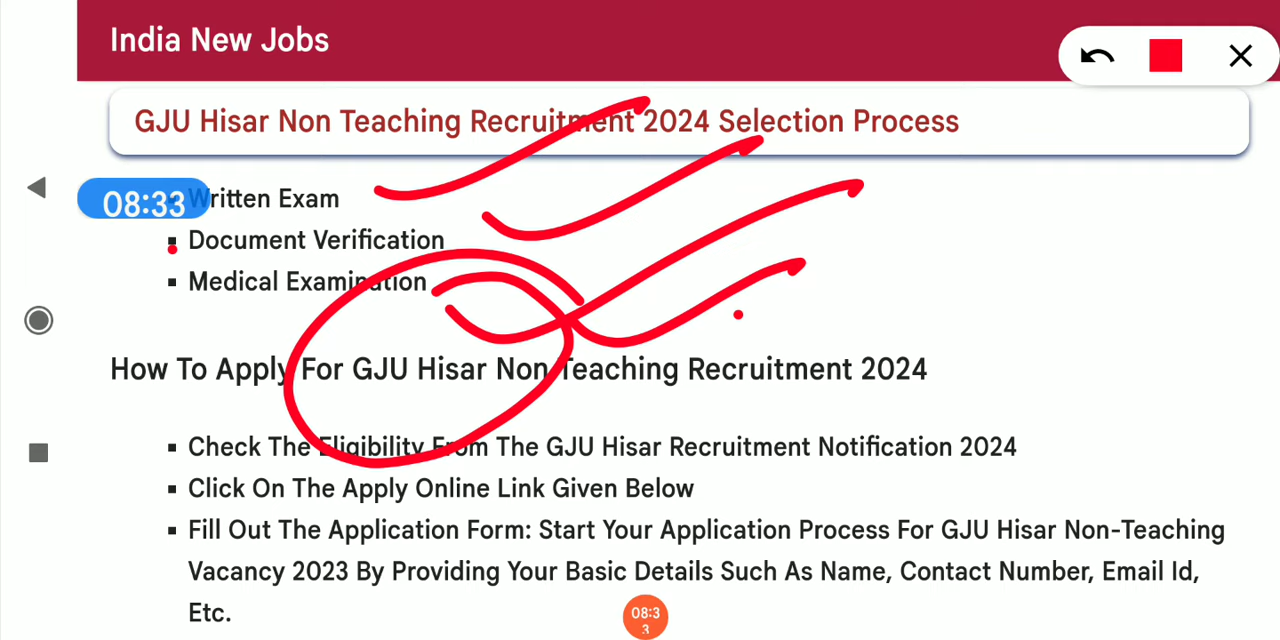 India New Jobs
GJU Hisar Non Teaching Recruitment 2024 Selection Process
08:33
Written Exam
Document Verification
Medical Examination
How To Apply For GJU Hisar Non Teaching Recruitment 2024
Check The Eligibility From The GJU Hisar Recruitment Notification 2024
Click On The Apply Online Link Given Below
Fill Out The Application Form: Start Your Application Process For GJU Hisar Non-Teaching
Vacancy 2023 By Providing Your Basic Details Such As Name, Contact Number, Email Id,
Etc.
08:3
3